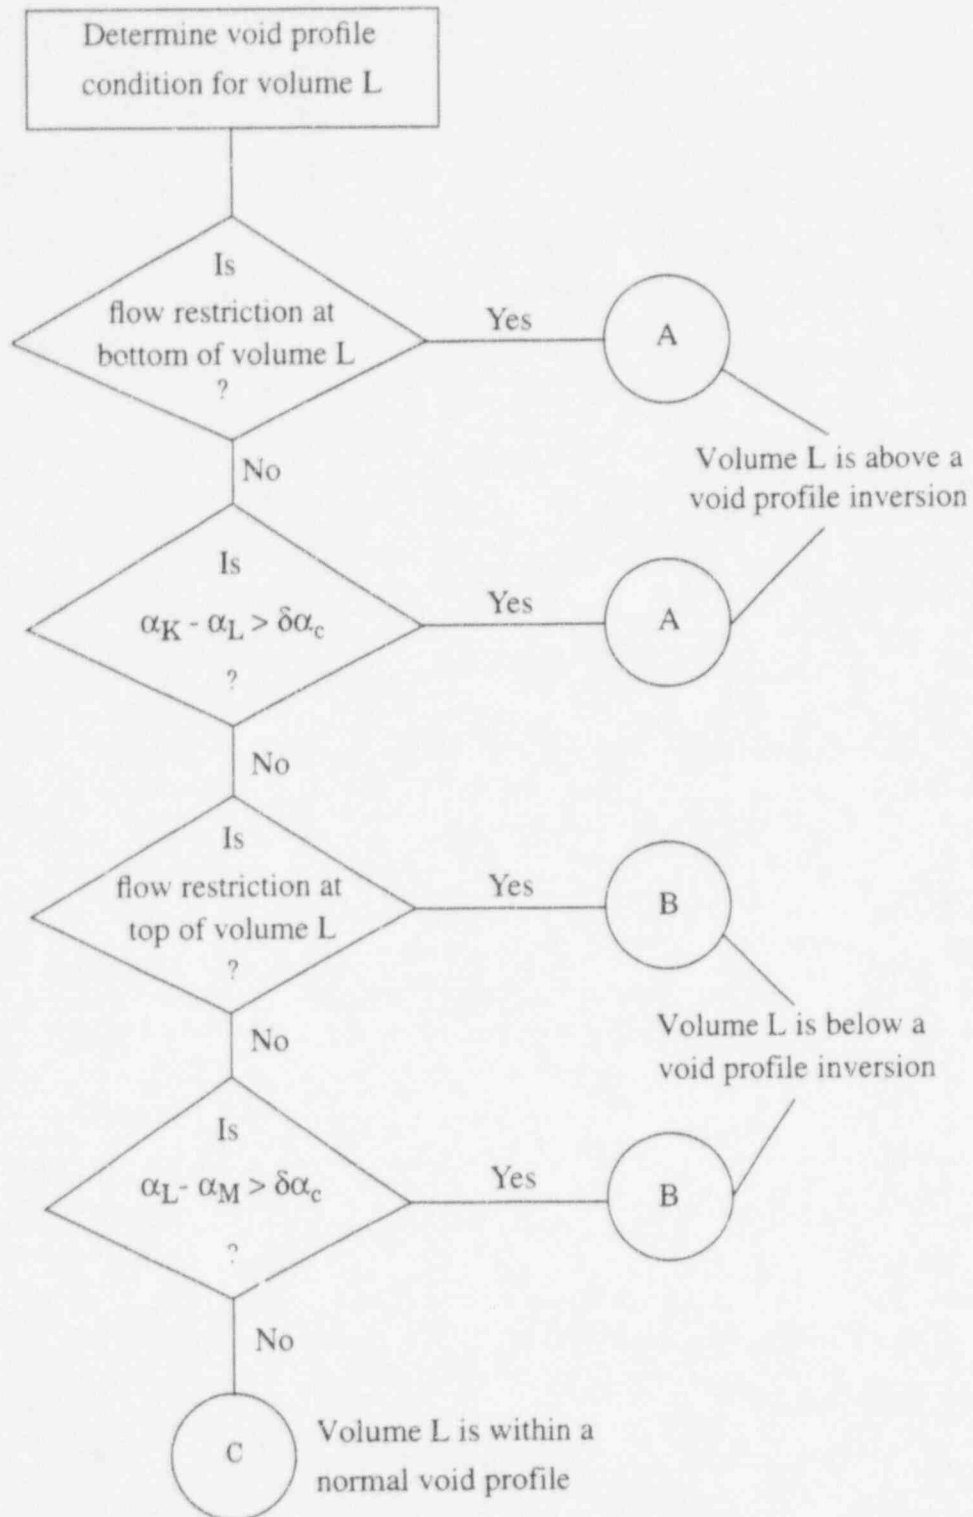 Determine void profile
condition for volume L
Is
flow restriction at
bottom of volume L
?
Yes
A
No
Volume L is above a
void profile inversion
Is
α_K - α_L > δα_c
?
Yes
A
No
Is
flow restriction at
top of volume L
?
Yes
B
No
Volume L is below a
void profile inversion
Is
α_L- α_M > δα_c
?
Yes
B
No
C
Volume L is within a
normal void profile